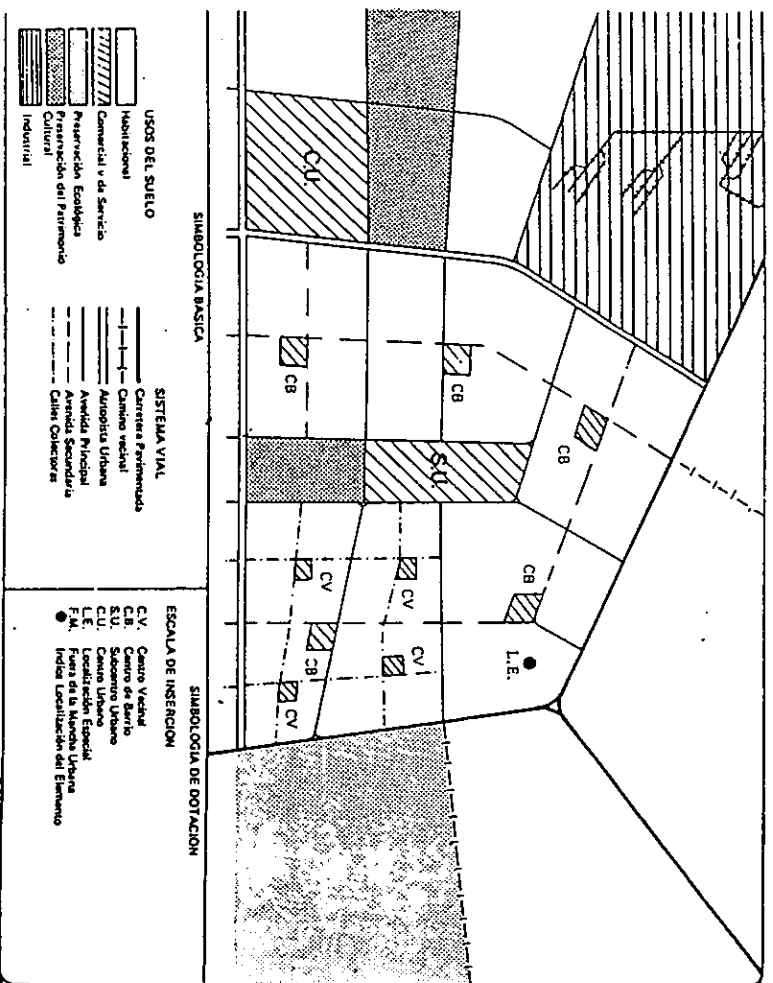 C.U.
CB
CB
CB
S.U.
CB
CV
CV
CB
CV
CV
L.E.
SIMBOLOGIA BASICA
USOS DEL SUELO
Habitacional
Comercial y de Servicio
Preservación Ecológica
Preservación del Patrimonio
Cultural
Industrial
SISTEMA VIAL
Carretera Pavimentada
Camino vecinal
Autopista Urbana
Avenida Principal
Avenida Secundaria
Calles Colectoras
SIMBOLOGIA DE DOTACION
ESCALA DE INSERCION
C.V. Centro Vecinal
C.B. Centro de Barrio
S.U. Subcentro Urbano
C.U. Centro Urbano
L.E. Localización Especial
F.M. Fuera de la Mancha Urbana
Indica Localización del Elemento